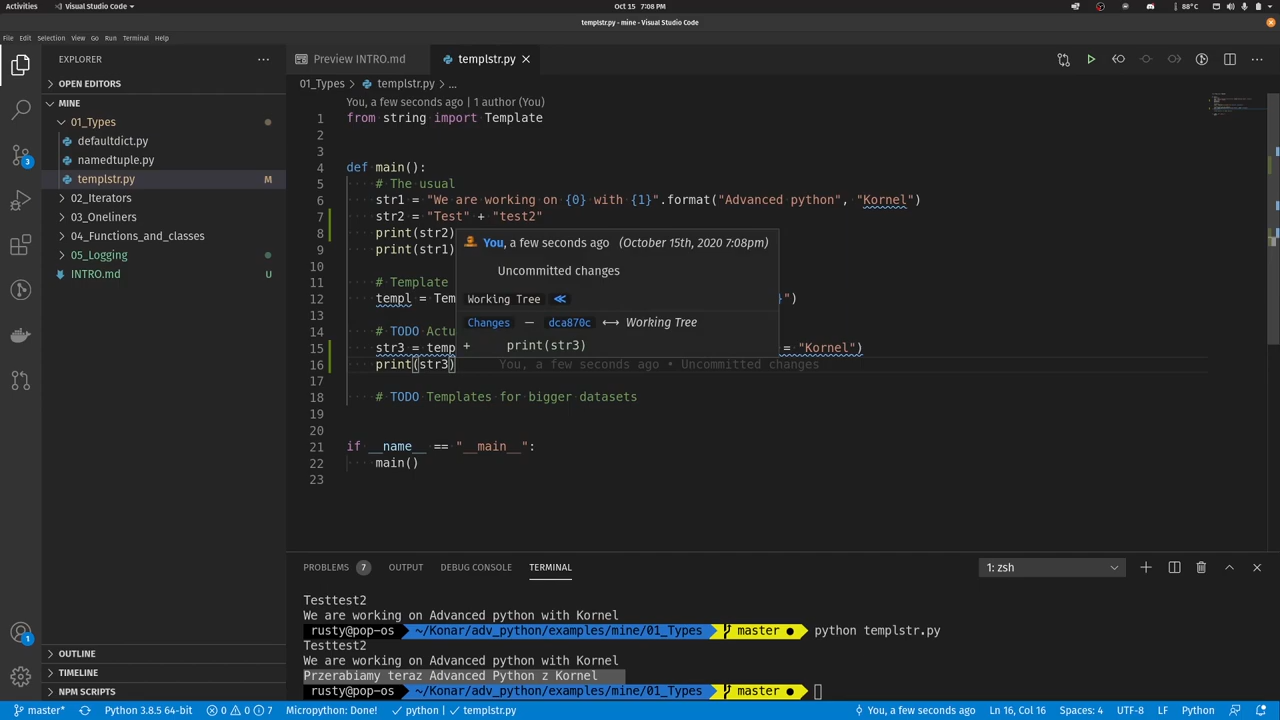 Activities
Visual Studio Code
Oct 15 7:08 PM
88°C
templstr.py - mine - Visual Studio Code
File Edit Selection View Go Run Terminal Help
EXPLORER
OPEN EDITORS
MINE
01_Types
defaultdict.py
namedtuple.py
templstr.py M
02_Iterators
03_Oneliners
04_Functions_and_classes
05_Logging
INTRO.md U
OUTLINE
TIMELINE
NPM SCRIPTS
3
1
Preview INTRO.md
templstr.py
01_Types > templstr.py > ...
You, a few seconds ago | 1 author (You)
1 from string import Template
2
3
4 def main():
5 # The usual
6 str1 = "We are working on {0} with {1}".format("Advanced python", "Kornel")
7 str2 = "Test" + "test2"
8 print(str2)
9 print(str1)
10
11 # Template
12 templ = Tem }")
13
14 # TODO Actu
15 str3 = temp = "Kornel")
16 print(str3) You, a few seconds ago • Uncommitted changes
17
18 # TODO Templates for bigger datasets
19
20
21 if __name__ == "__main__":
22 main()
23
You, a few seconds ago (October 15th, 2020 7:08pm)
Uncommitted changes
Working Tree
Changes — dca870c ⟷ Working Tree
+ print(str3)
PROBLEMS 7 OUTPUT DEBUG CONSOLE TERMINAL
1: zsh
Testtest2
We are working on Advanced python with Kornel
rusty@pop-os ~/Konar/adv_python/examples/mine/01_Types master ● python templstr.py
Testtest2
We are working on Advanced python with Kornel
Przerabiamy teraz Advanced Python z Kornel
rusty@pop-os ~/Konar/adv_python/examples/mine/01_Types master ●
master* Python 3.8.5 64-bit 0 0 7 Micropython: Done! ✓ python | ✓ templstr.py You, a few seconds ago Ln 16, Col 16 Spaces: 4 UTF-8 LF Python